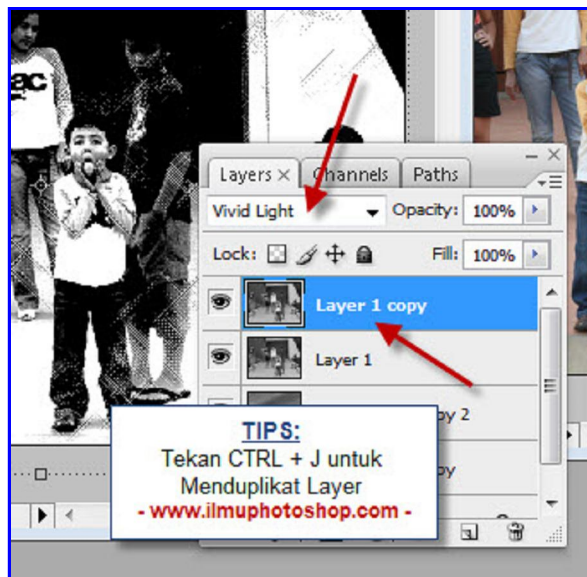 ac
Layers × Channels Paths
Vivid Light Opacity: 100%
Lock: Fill: 100%
Layer 1 copy
Layer 1
py 2
py
TIPS:
Tekan CTRL + J untuk
Menduplikat Layer
- www.ilmuphotoshop.com -